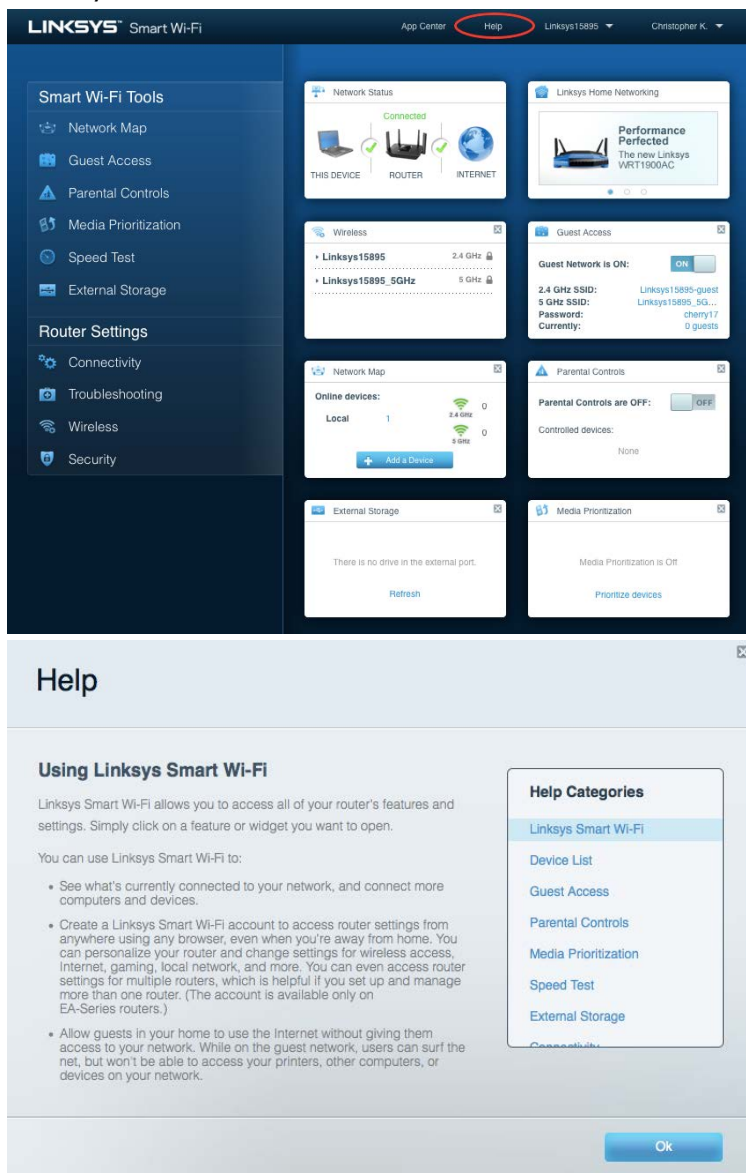 LINKSYS™ Smart Wi-Fi
App Center
Help
Linksys15895
Christopher K.
Smart Wi-Fi Tools
Network Map
Guest Access
Parental Controls
Media Prioritization
Speed Test
External Storage
Router Settings
Connectivity
Troubleshooting
Wireless
Security
Network Status
Connected
THIS DEVICE
ROUTER
INTERNET
Linksys Home Networking
Performance
Perfected
The new Linksys
WRT1900AC
Wireless
Linksys15895 2.4 GHz
Linksys15895_5GHz 5 GHz
Guest Access
Guest Network is ON: ON
2.4 GHz SSID: Linksys15895-guest
5 GHz SSID: Linksys15895_5G...
Password: cherry17
Currently: 0 guests
Network Map
Online devices:
Local 1
0
2.4 GHz
0
5 GHz
Add a Device
Parental Controls
Parental Controls are OFF: OFF
Controlled devices:
None
External Storage
There is no drive in the external port.
Refresh
Media Prioritization
Media Prioritization is Off
Prioritize devices
Help
Using Linksys Smart Wi-Fi
Linksys Smart Wi-Fi allows you to access all of your router's features and
settings. Simply click on a feature or widget you want to open.
You can use Linksys Smart Wi-Fi to:
• See what's currently connected to your network, and connect more
computers and devices.
• Create a Linksys Smart Wi-Fi account to access router settings from
anywhere using any browser, even when you're away from home. You
can personalize your router and change settings for wireless access,
Internet, gaming, local network, and more. You can even access router
settings for multiple routers, which is helpful if you set up and manage
more than one router. (The account is available only on
EA-Series routers.)
• Allow guests in your home to use the Internet without giving them
access to your network. While on the guest network, users can surf the
net, but won't be able to access your printers, other computers, or
devices on your network.
Help Categories
Linksys Smart Wi-Fi
Device List
Guest Access
Parental Controls
Media Prioritization
Speed Test
External Storage
Connectivity
Ok